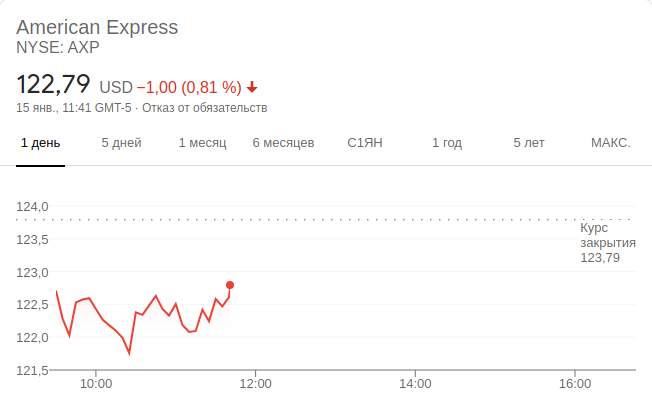 American Express
NYSE: AXP
122,79 USD −1,00 (0,81 %)
15 янв., 11:41 GMT-5 · Отказ от обязательств
1 день 5 дней 1 месяц 6 месяцев С1ЯН 1 год 5 лет МАКС.
124,0
123,5
123,0
122,5
122,0
121,5
Курс
закрытия
123,79
10:00 12:00 14:00 16:00